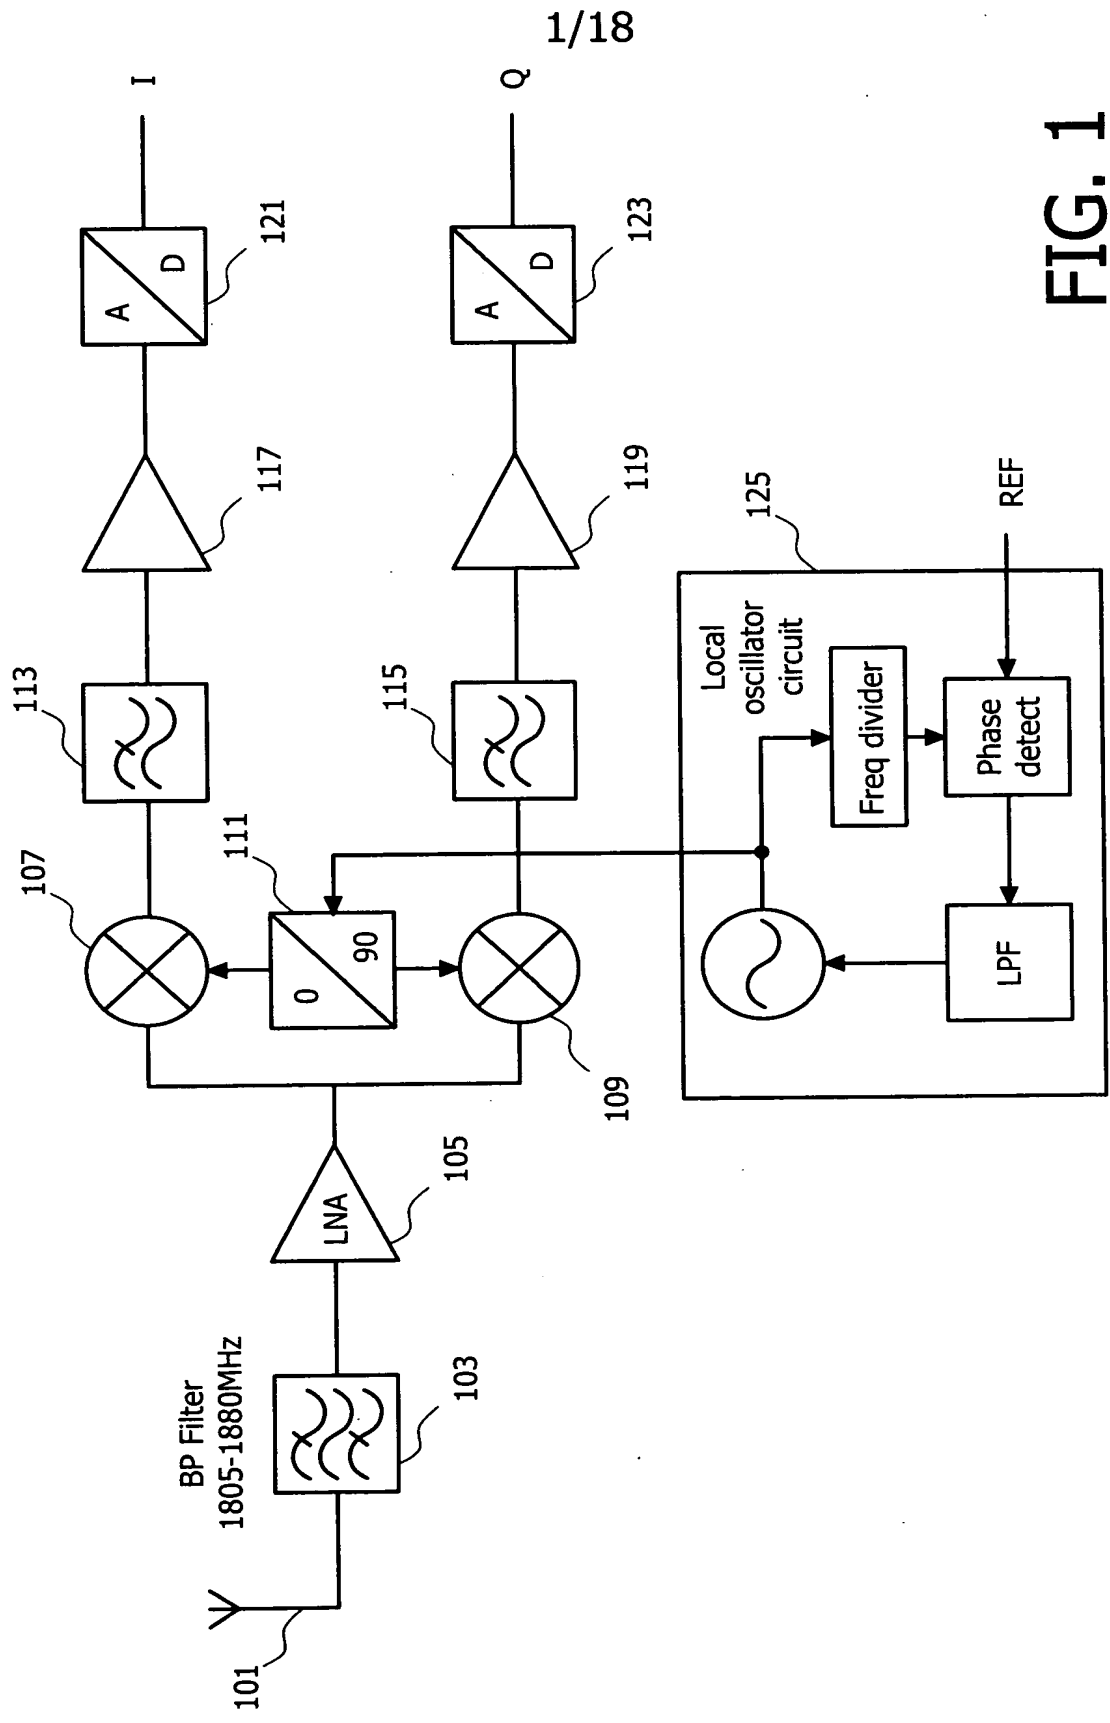 1/18
101
BP Filter
1805-1880MHz
103
LNA
105
107
109
0
90
111
113
115
117
119
A
D
121
A
D
123
I
Q
Local
oscillator
circuit
125
Freq divider
Phase
detect
LPF
REF
FIG. 1